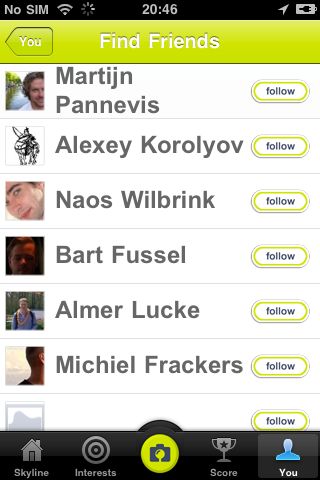 No SIM 20:46
You Find Friends
Martijn
Pannevis follow
Alexey Korolyov follow
Naos Wilbrink follow
Bart Fussel follow
Almer Lucke follow
Michiel Frackers follow
follow
Skyline Interests Score You